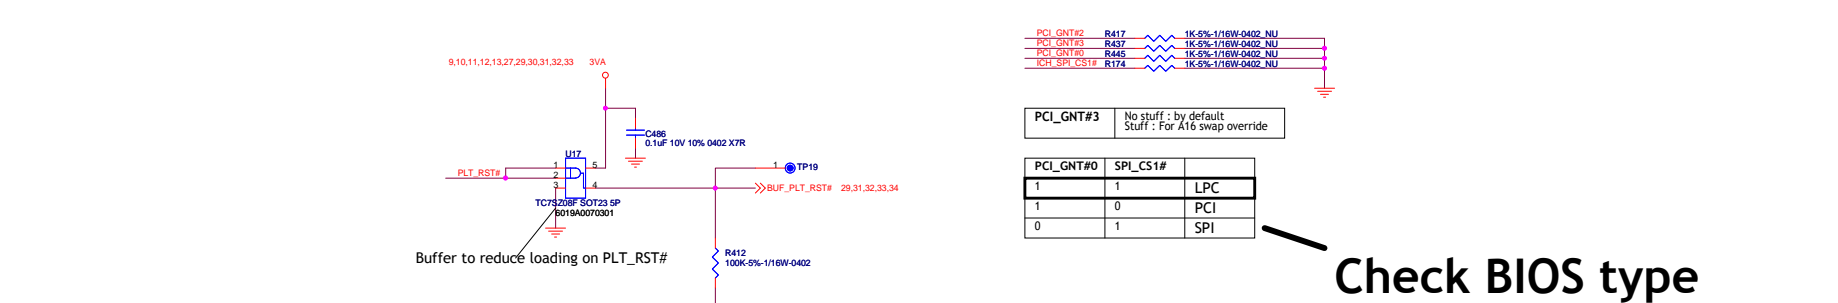 9,10,11,12,13,27,29,30,31,32,33 3VA
C486
0.1uF 10V 10% 0402 X7R
U17
1 5
2
3 4
PLT_RST#
TC7SZ08F SOT23 5P
6019A0070301
Buffer to reduce loading on PLT_RST#
1 TP19
BUF_PLT_RST# 29,31,32,33,34
R412
100K-5%-1/16W-0402
PCI_GNT#2 R417 1K-5%-1/16W-0402_NU
PCI_GNT#3 R437 1K-5%-1/16W-0402_NU
PCI_GNT#0 R445 1K-5%-1/16W-0402_NU
ICH_SPI_CS1# R174 1K-5%-1/16W-0402_NU
PCI_GNT#3 No stuff : by default
Stuff : For A16 swap override
PCI_GNT#0 SPI_CS1#
1 1 LPC
1 0 PCI
0 1 SPI
Check BIOS type